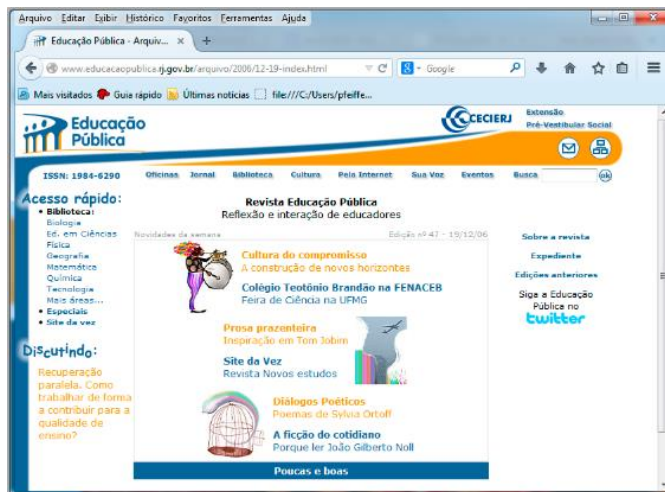 Arquivo Editar Exibir Histórico Favoritos Ferramentas Ajuda
Educação Pública - Arquiv...
www.educacaopublica.rj.gov.br/arquivo/2006/12-19-index.html
Google
Mais visitados Guia rápido Últimas notícias file:///C:/Users/pfeiffe...
Educação
Pública
CECIERJ
Extensão
Pré-Vestibular Social
ISSN: 1984-6290
Oficinas Jornal Biblioteca Cultura Pela Internet Sua Voz Eventos Busca ok
Acesso rápido:
• Biblioteca:
Biologia
Ed. em Ciências
Física
Geografia
Matemática
Química
Tecnologia
Mais áreas...
• Especiais
• Site da vez
Discutindo:
Recuperação
paralela. Como
trabalhar de forma
a contribuir para a
qualidade de
ensino?
Revista Educação Pública
Reflexão e interação de educadores
Novidades da semana Edição nº 47 - 19/12/06
Cultura do compromisso
A construção de novos horizontes
Colégio Teotônio Brandão na FENACEB
Feira de Ciência na UFMG
Prosa prazenteira
Inspiração em Tom Jobim
Site da Vez
Revista Novos estudos
Diálogos Poéticos
Poemas de Sylvia Ortoff
A ficção do cotidiano
Porque ler João Gilberto Noll
Poucas e boas
Sobre a revista
Expediente
Edições anteriores
Siga a Educação
Pública no
twitter